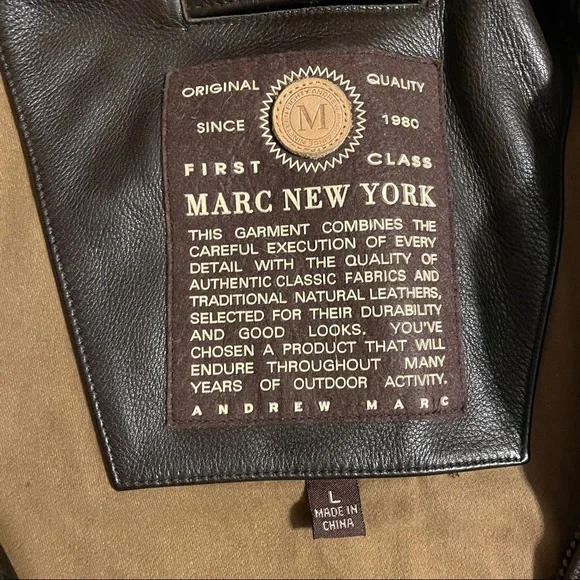 ORIGINAL QUALITY
M
SINCE 1980
FIRST CLASS
MARC NEW YORK
THIS GARMENT COMBINES THE
CAREFUL EXECUTION OF EVERY
DETAIL WITH THE QUALITY OF
AUTHENTIC CLASSIC FABRICS AND
TRADITIONAL NATURAL LEATHERS,
SELECTED FOR THEIR DURABILITY
AND GOOD LOOKS. YOU'VE
CHOSEN A PRODUCT THAT WILL
ENDURE THROUGHOUT MANY
YEARS OF OUTDOOR ACTIVITY.
ANDREW MARC
L
MADE IN
CHINA